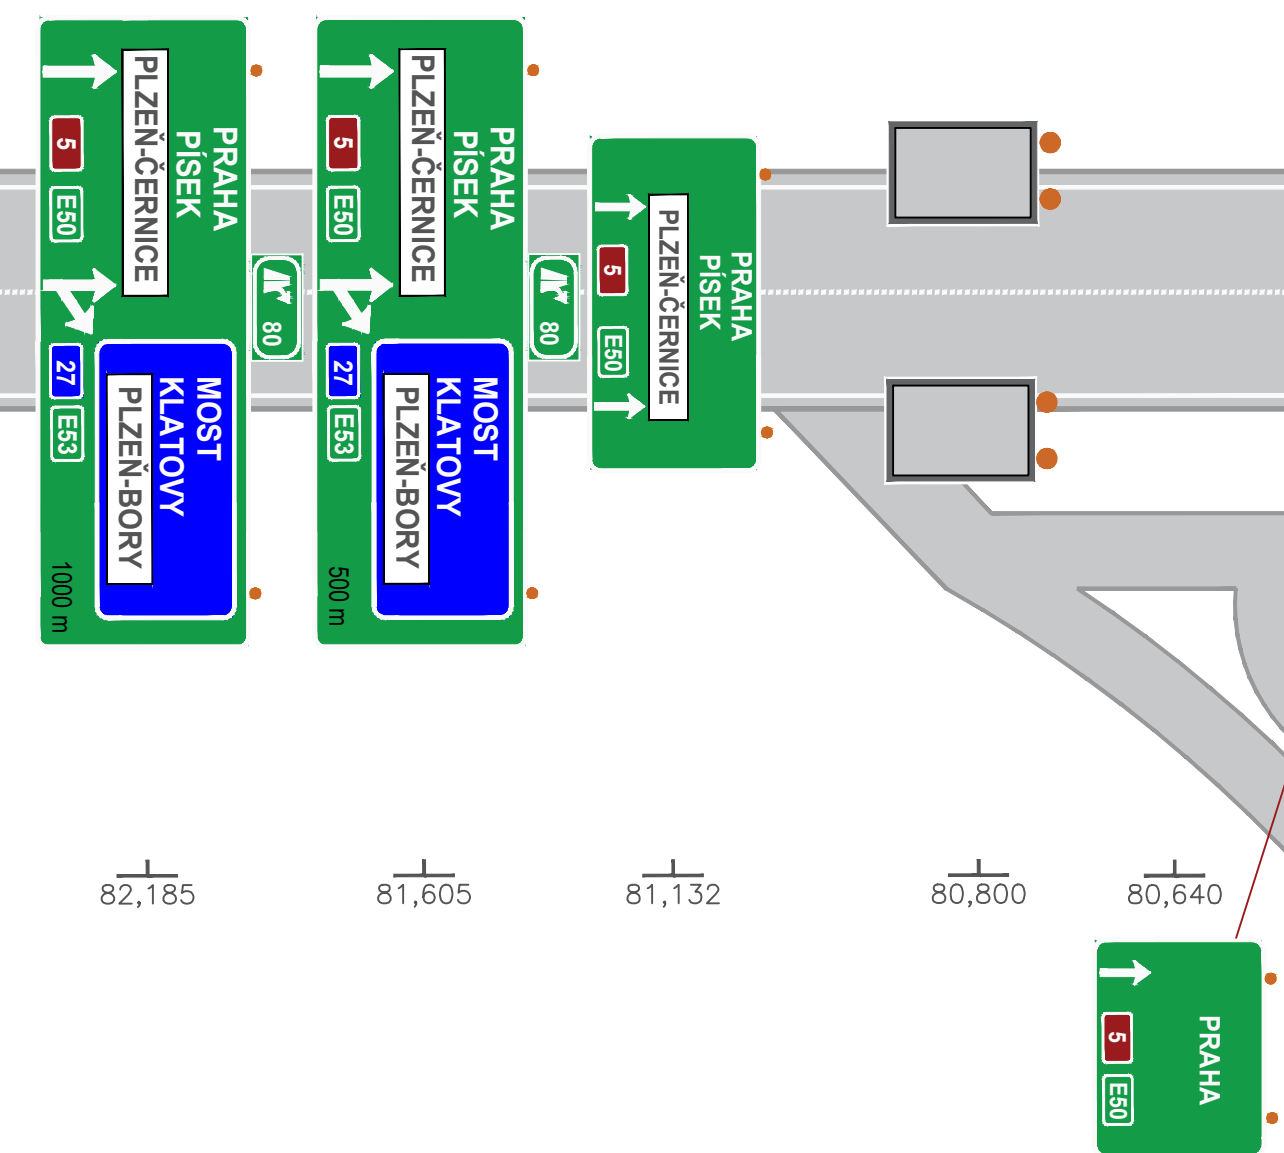 PRAHA
PÍSEK
PLZEŇ-ČERNICE
5
E50
80
MOST
KLATOVY
PLZEŇ-BORY
27
E53
1000 m
PRAHA
PÍSEK
PLZEŇ-ČERNICE
5
E50
80
MOST
KLATOVY
PLZEŇ-BORY
27
E53
500 m
PRAHA
PÍSEK
PLZEŇ-ČERNICE
5
E50
82,185
81,605
81,132
80,800
80,640
PRAHA
5
E50